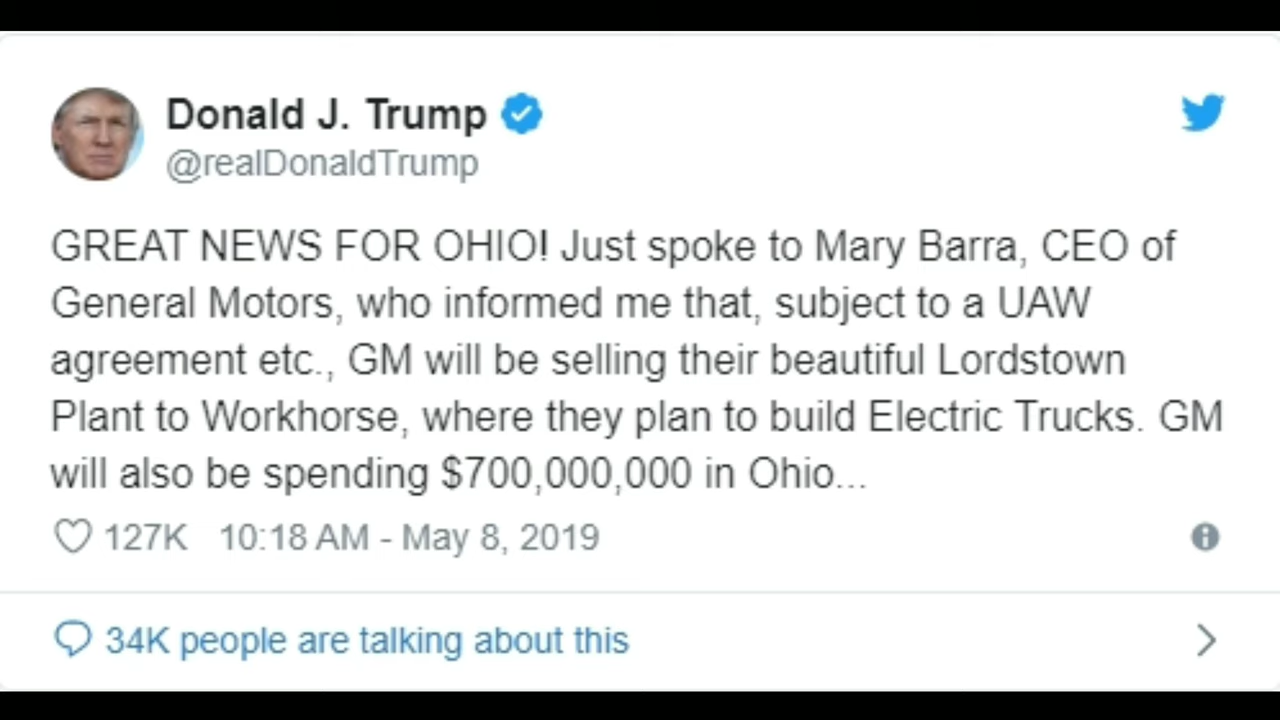 Donald J. Trump
@realDonaldTrump
GREAT NEWS FOR OHIO! Just spoke to Mary Barra, CEO of
General Motors, who informed me that, subject to a UAW
agreement etc., GM will be selling their beautiful Lordstown
Plant to Workhorse, where they plan to build Electric Trucks. GM
will also be spending $700,000,000 in Ohio...
127K 10:18 AM - May 8, 2019
34K people are talking about this